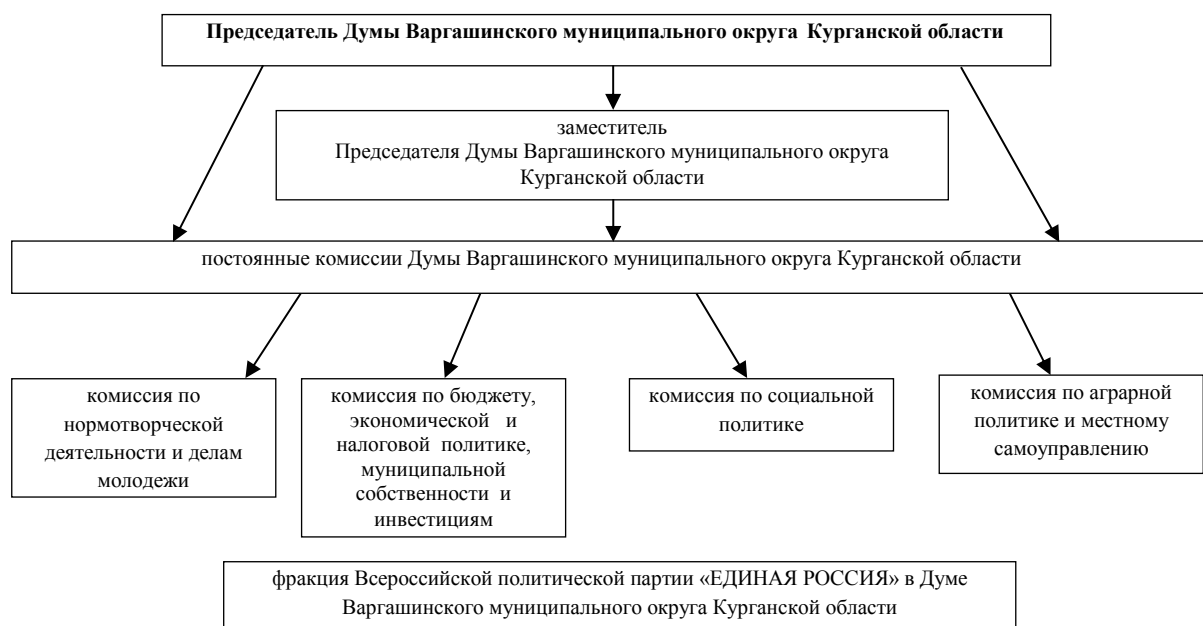 Председатель Думы Варгашинского муниципального округа Курганской области
заместитель
Председателя Думы Варгашинского муниципального округа
Курганской области
постоянные комиссии Думы Варгашинского муниципального округа Курганской области
комиссия по
нормотворческой
деятельности и делам
молодежи
комиссия по бюджету,
экономической и
налоговой политике,
муниципальной
собственности и
инвестициям
комиссия по социальной
политике
комиссия по аграрной
политике и местному
самоуправлению
фракция Всероссийской политической партии «ЕДИНАЯ РОССИЯ» в Думе
Варгашинского муниципального округа Курганской области